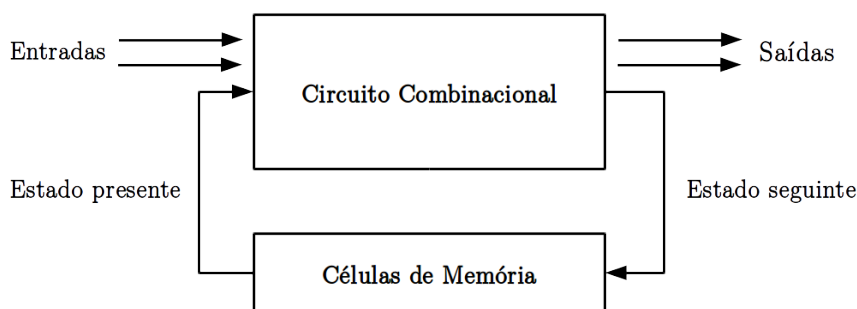 Entradas
Circuito Combinacional
Saídas
Estado presente
Estado seguinte
Células de Memória